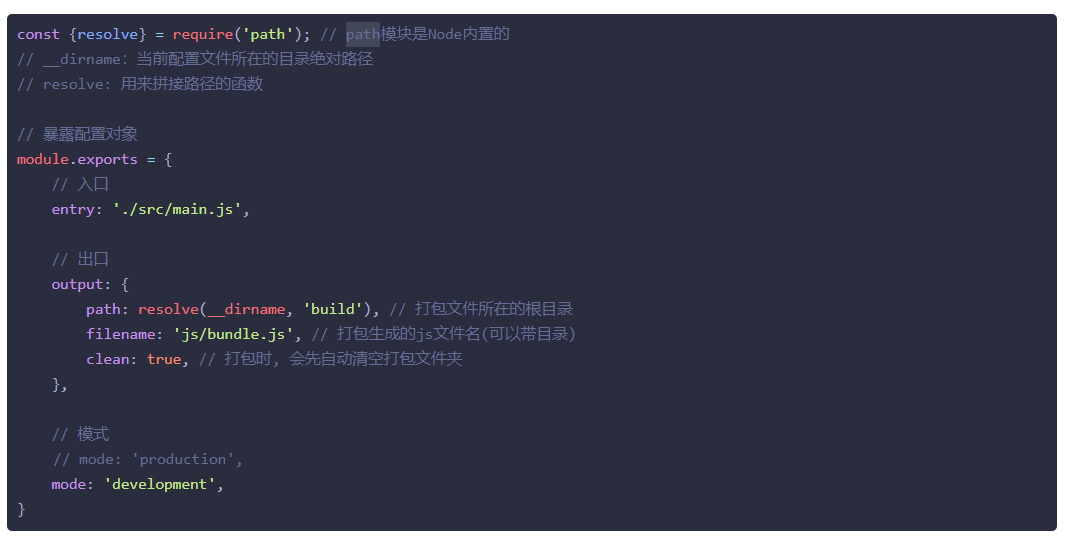 const {resolve} = require('path'); // path模块是Node内置的
// __dirname: 当前配置文件所在的目录绝对路径
// resolve: 用来拼接路径的函数
// 暴露配置对象
module.exports = {
// 入口
entry: './src/main.js',
// 出口
output: {
path: resolve(__dirname, 'build'), // 打包文件所在的根目录
filename: 'js/bundle.js', // 打包生成的js文件名(可以带目录)
clean: true, // 打包时, 会先自动清空打包文件夹
},
// 模式
// mode: 'production',
mode: 'development',
}